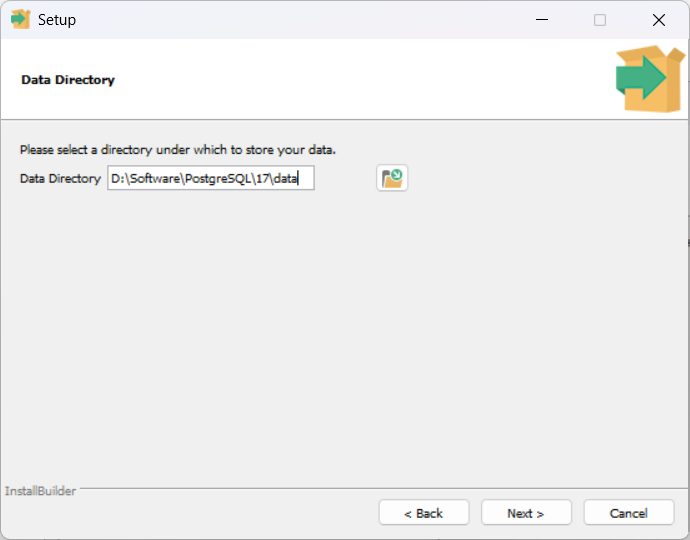 Setup
Data Directory
Please select a directory under which to store your data.
Data Directory D:\Software\PostgreSQL\17\data
InstallBuilder
< Back Next > Cancel